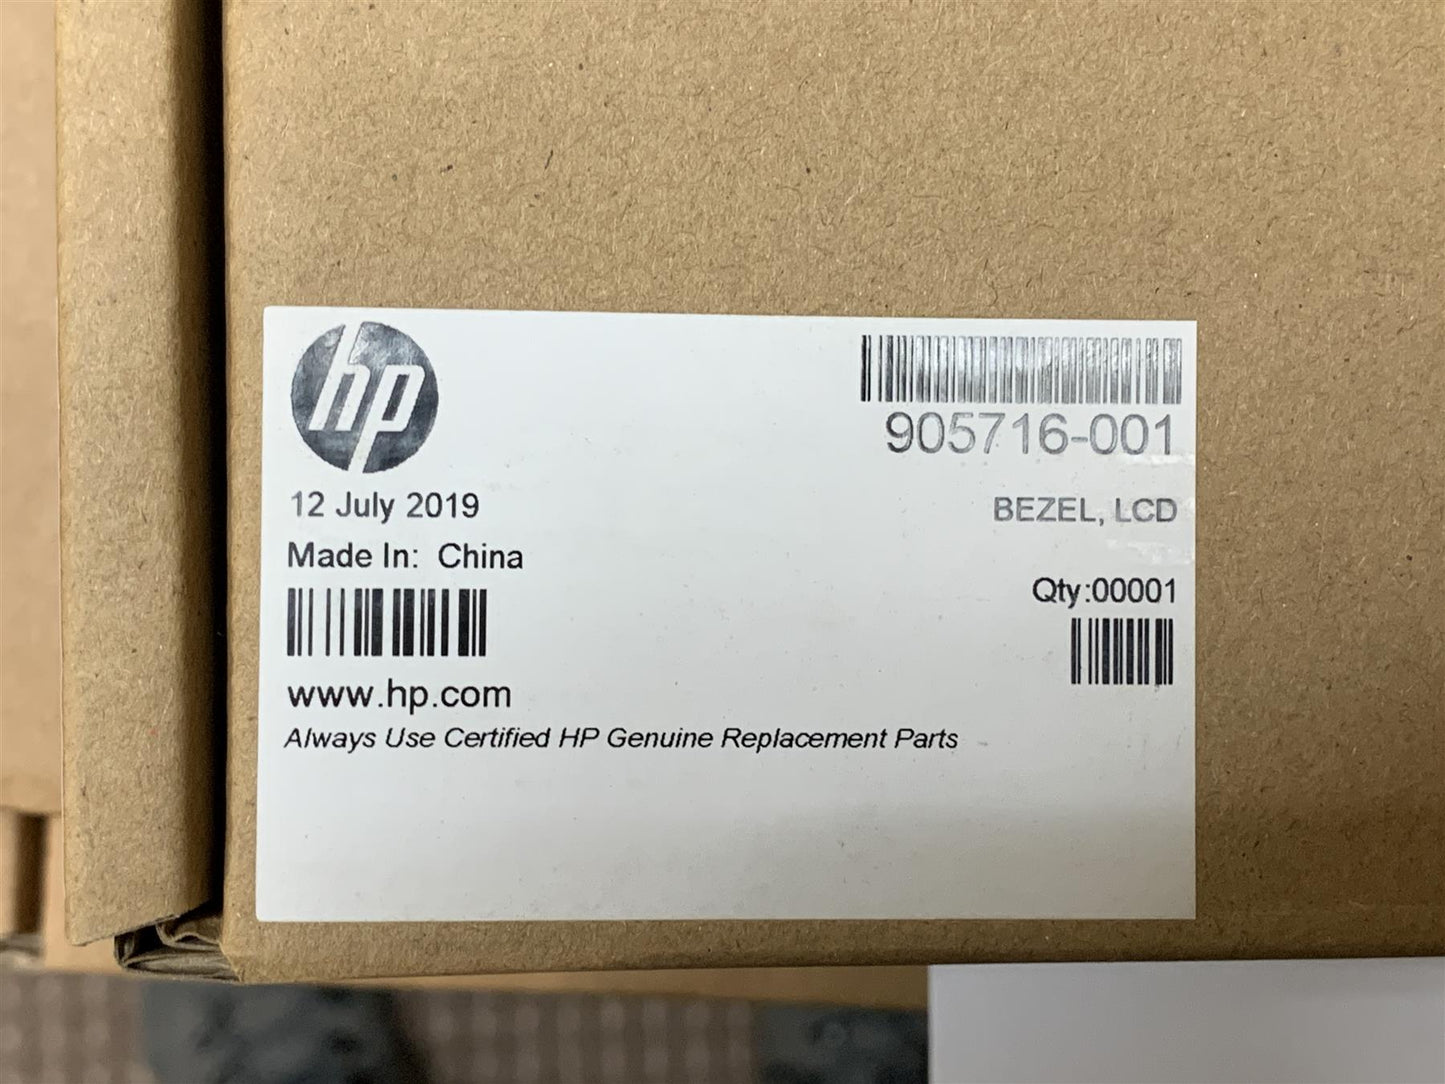 hp
905716-001
12 July 2019
BEZEL, LCD
Made In: China
Qty:00001
www.hp.com
Always Use Certified HP Genuine Replacement Parts